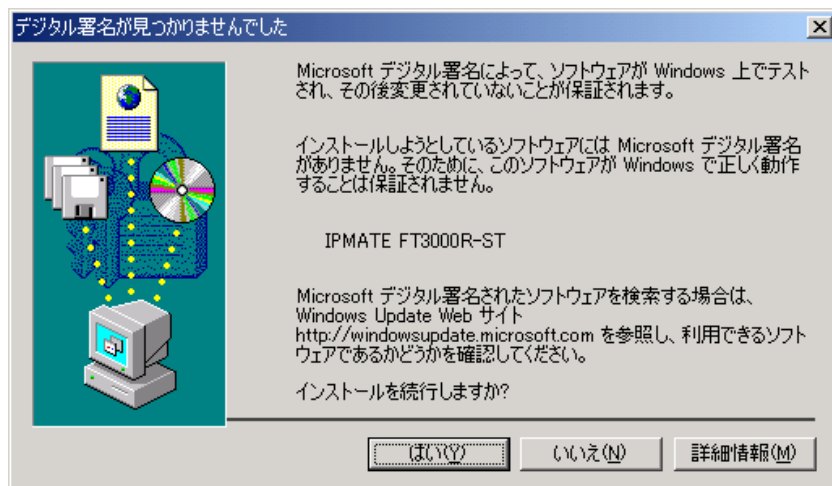 デジタル署名が見つかりませんでした
Microsoft デジタル署名によって、ソフトウェアが Windows 上でテスト
され、その後変更されていないことが保証されます。
インストールしようとしているソフトウェアには Microsoft デジタル署名
がありません。そのために、このソフトウェアが Windows で正しく動作
することは保証されません。
IPMATE FT3000R-ST
Microsoft デジタル署名されたソフトウェアを検索する場合は、
Windows Update Web サイト
http://windowsupdate.microsoft.com を参照し、利用できるソフト
ウェアであるかどうかを確認してください。
インストールを続行しますか?
はい(Y)
いいえ(N)
詳細情報(M)